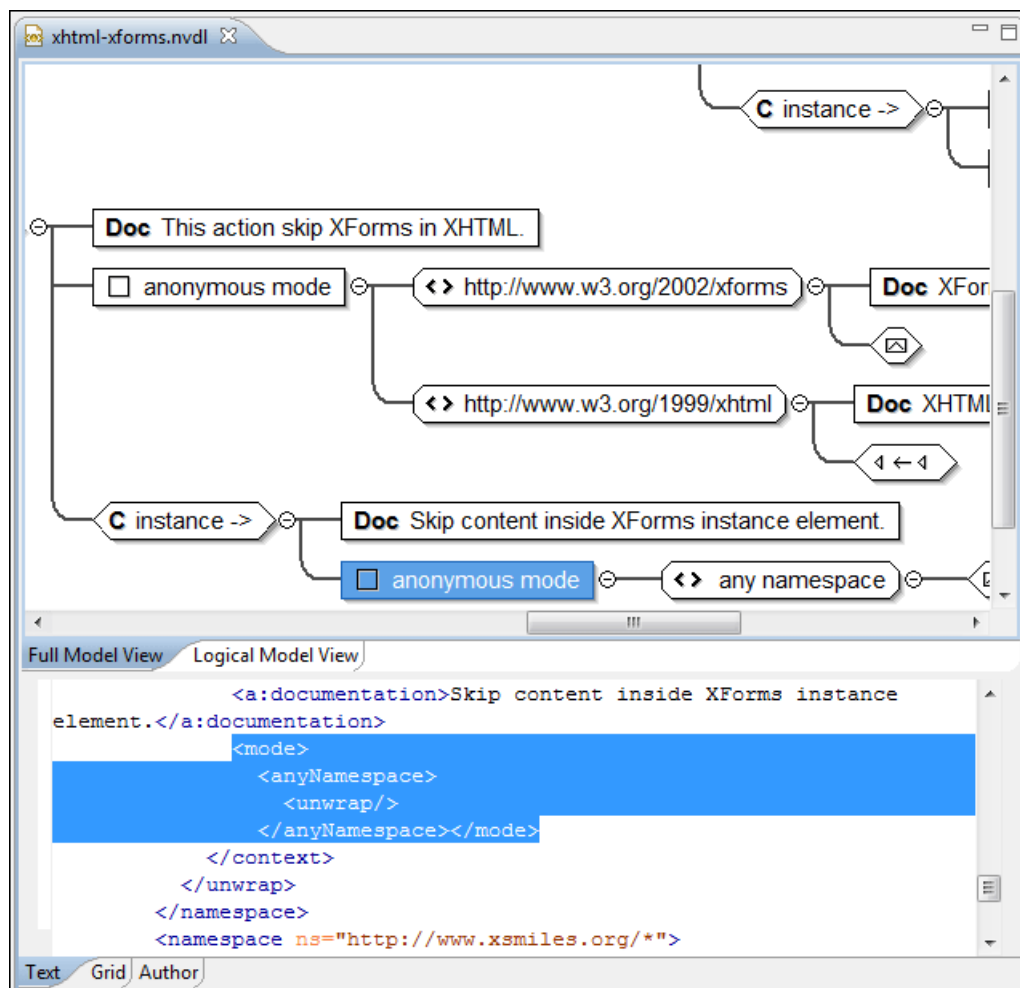 xhtml-xforms.nvdl
C instance ->
Doc This action skip XForms in XHTML.
anonymous mode
<> http://www.w3.org/2002/xforms
Doc
<> http://www.w3.org/1999/xhtml
Doc XHTML
C instance ->
Doc Skip content inside XForms instance element.
anonymous mode
<> any namespace
Full Model View
Logical Model View
<a:documentation>Skip content inside XForms instance
element.</a:documentation>
<mode>
<anyNamespace>
<unwrap/>
</anyNamespace></mode>
</context>
</unwrap>
</namespace>
<namespace ns="http://www.xsmiles.org/*">
Text
Grid
Author